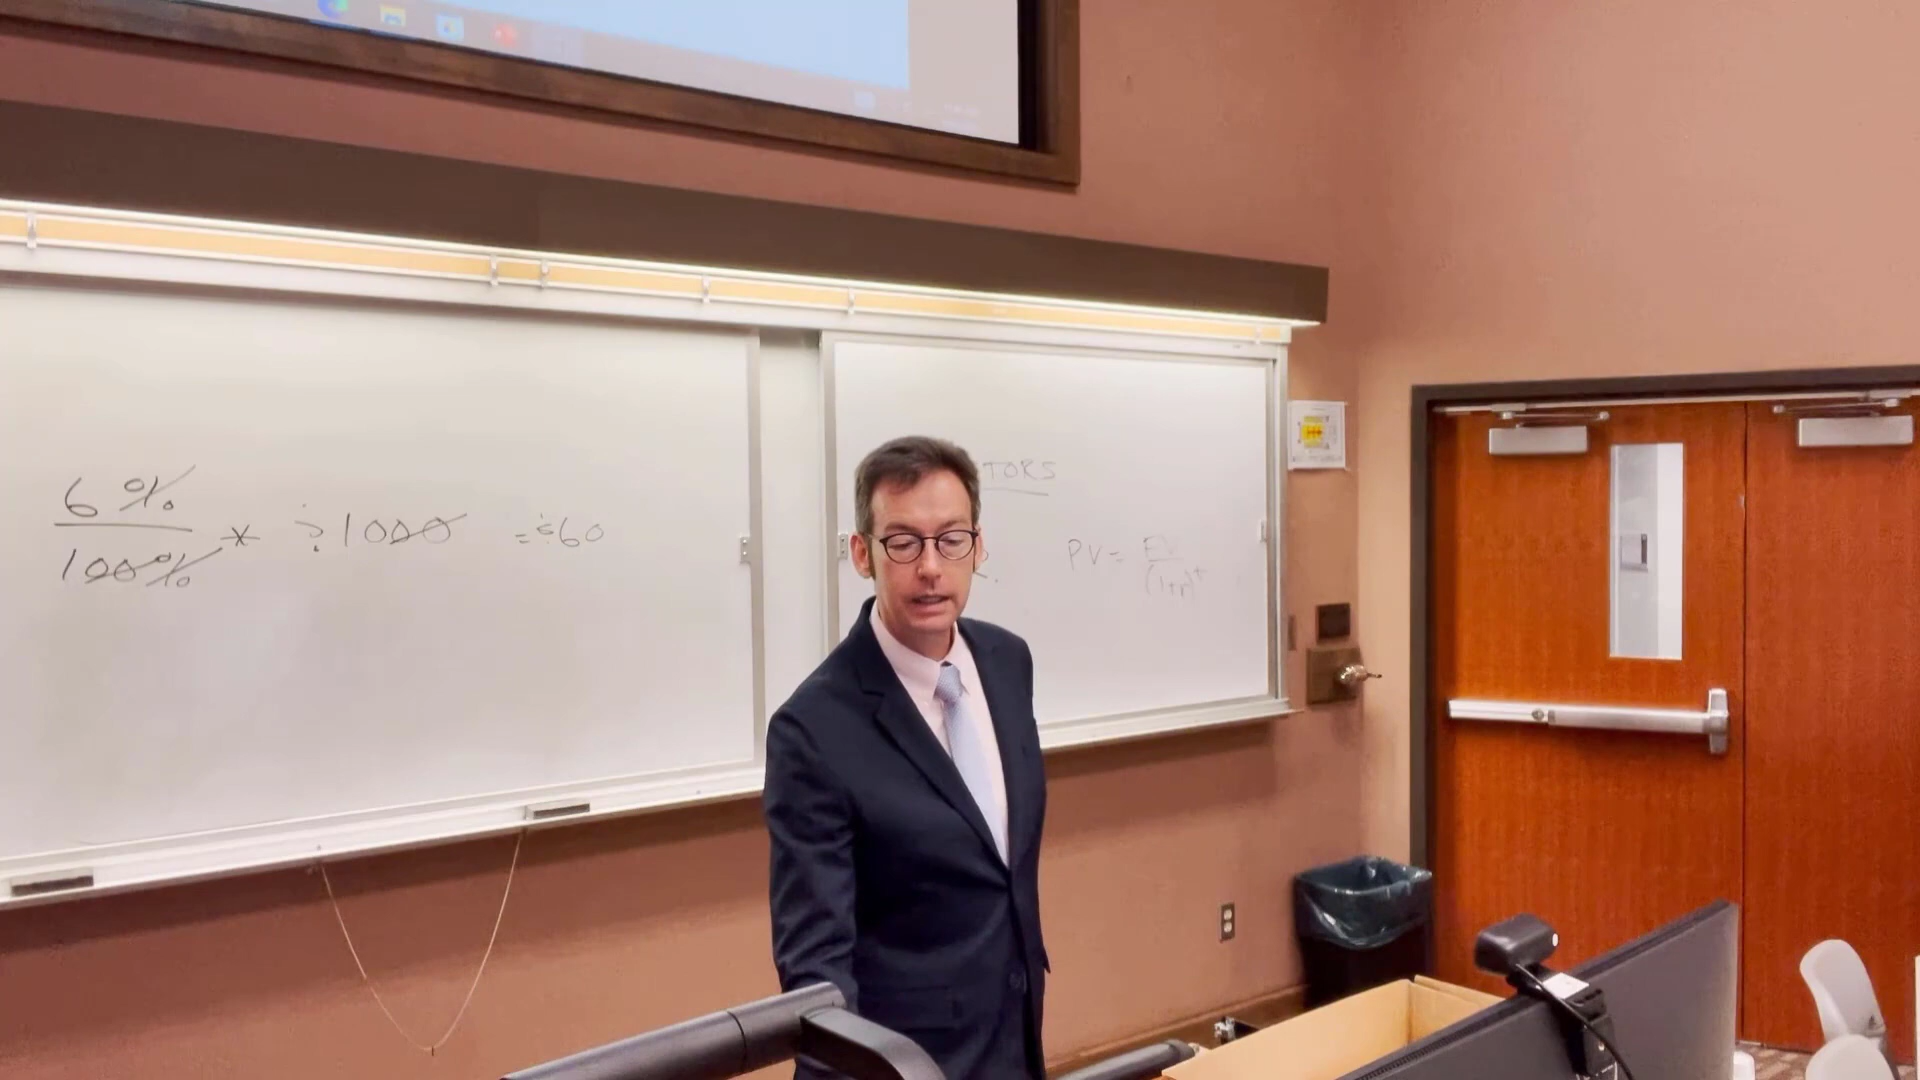 6%
100% * $1000 = $60
TORS
PV = FV
(1+r)^t